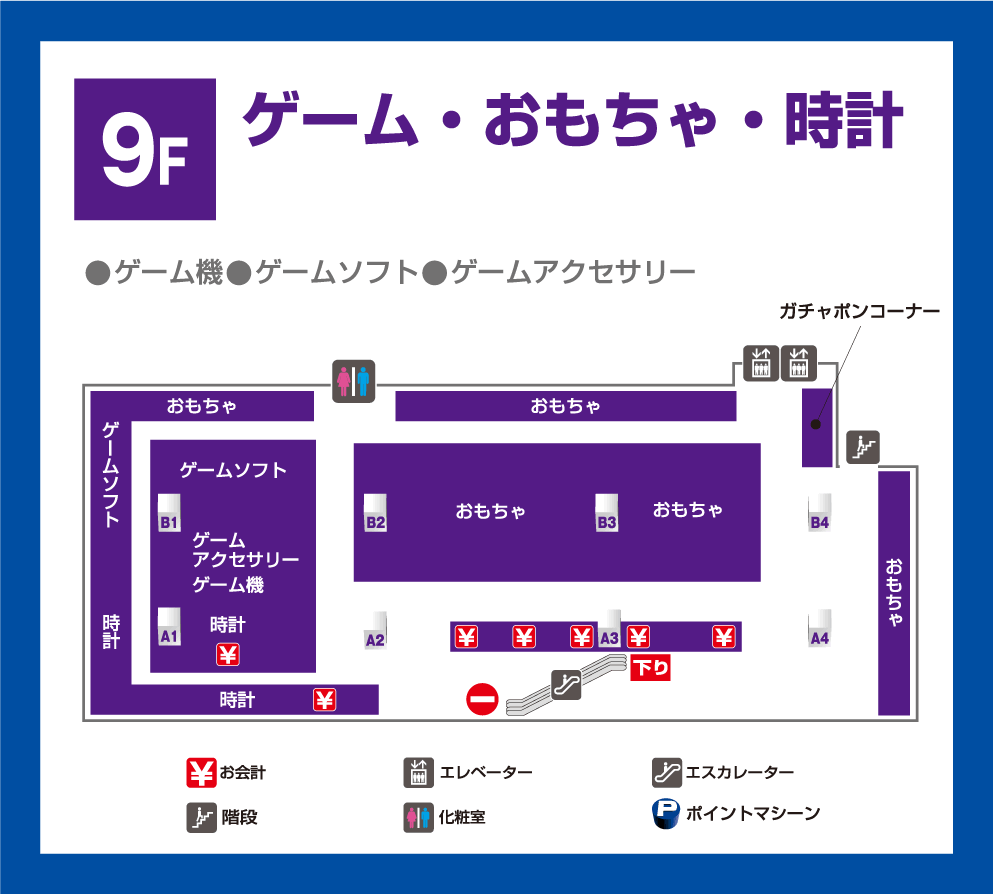 9F
ゲーム・おもちゃ・時計
●ゲーム機●ゲームソフト●ゲームアクセサリー
ガチャポンコーナー
おもちゃ
おもちゃ
ゲームソフト
ゲームソフト
B1
B2
おもちゃ
B3
おもちゃ
B4
ゲーム
アクセサリー
ゲーム機
おもちゃ
時計
A1
時計
¥
A2
¥
¥
¥
A3
¥
¥
A4
下り
時計
¥
¥お会計
エレベーター
エスカレーター
階段
化粧室
P
ポイントマシーン